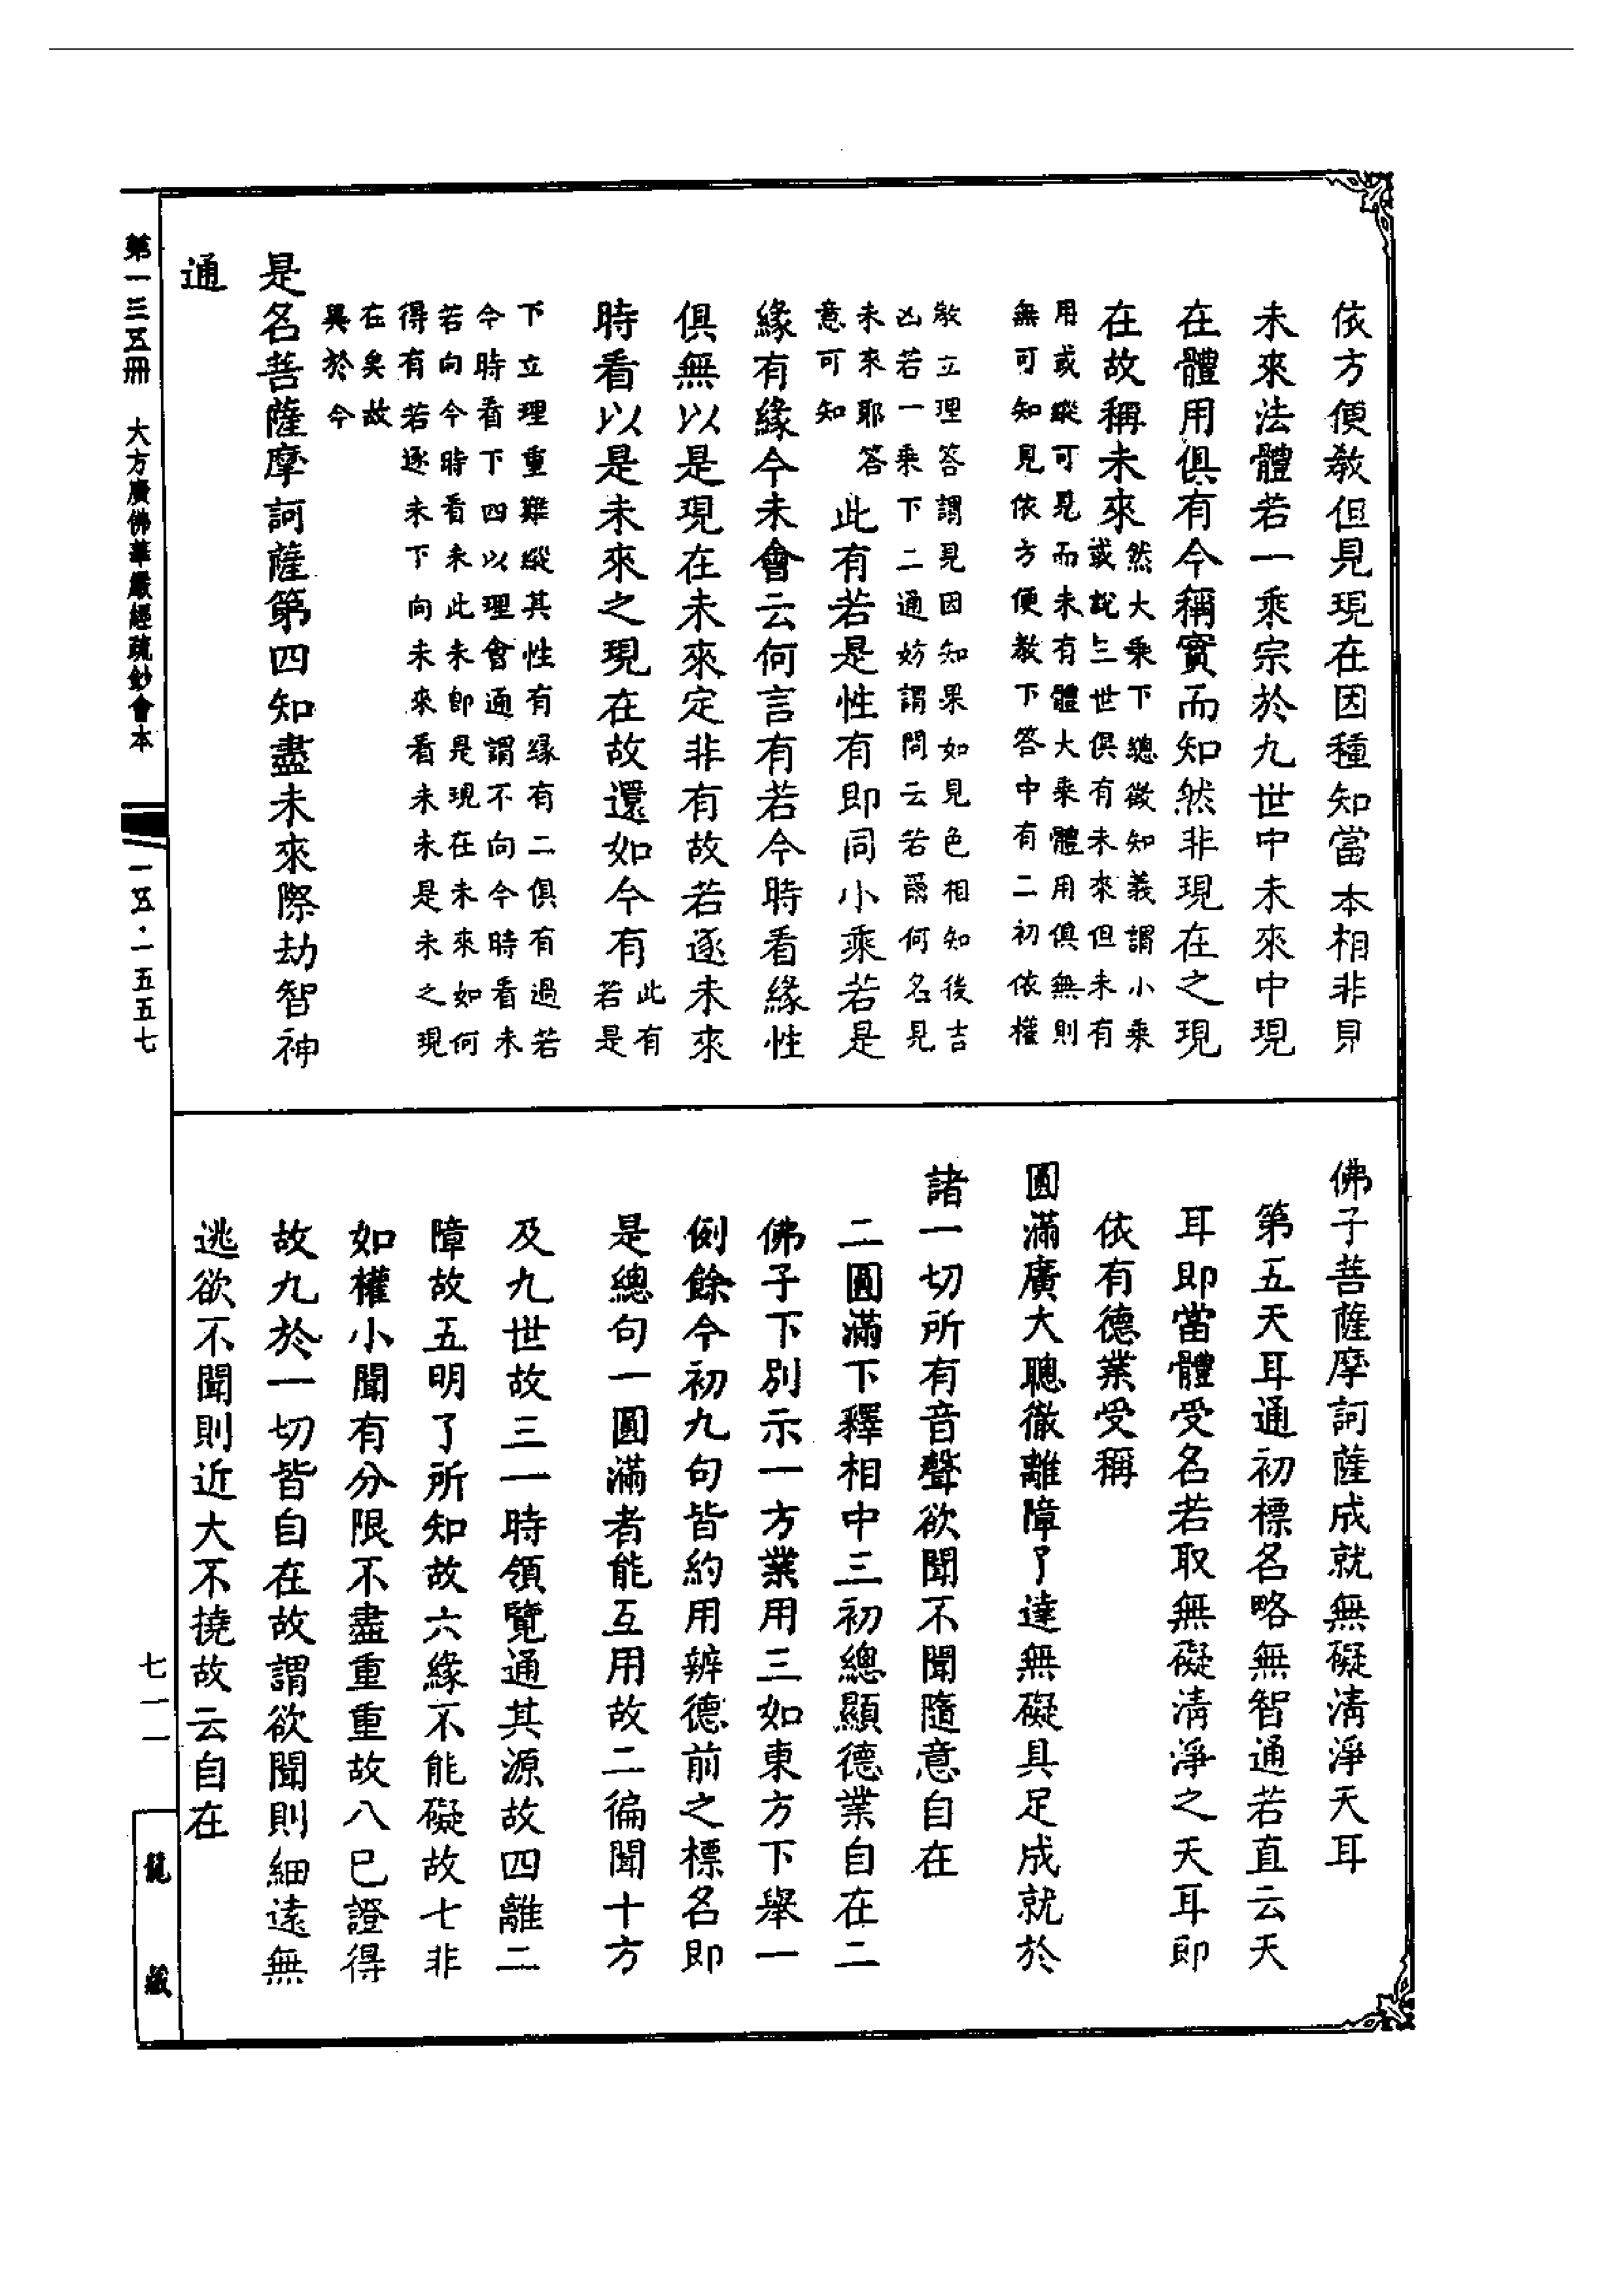 依方便教但見現在因種知當本相非見
未來法體若一乘宗於九世中未來中現
在體用俱有今稱實而知然非現在之現
在故稱未來
然大乘下總徵知義謂小乘
或說三世俱有未來但未有
用或縱可見而未有體大乘體用俱無則
無可知見依方便教下答中有二初依權
教立理答謂見因知果如見色相知後吉
凶若一乘下二通妨謂問云若爾何名見
未來耶答
意可知
此有若是性有即同小乘若是
緣有緣今未會云何言有若今時看緣性
俱無以是現在未來定非有故若逐未來
時看以是未來之現在故還如今有
此有
若是
下立理重難縱其性有緣有二俱有過若
今時看下四以理會通謂不向今時看未
若向今時看未此未即是現在未來如何
得有若逐未下向未來看未未是未之現
在矣故
異於今
是名菩薩摩訶薩第四知盡未來際劫智神
通
佛子菩薩摩訶薩成就無礙清淨天耳
第五天耳通初標名略無智通若直云天
耳即當體受名若取無礙清淨之天耳即
依有德業受稱
圓滿廣大聰徹離障了達無礙具足成就於
諸一切所有音聲欲聞不聞隨意自在
二圓滿下釋相中三初總顯德業自在二
佛子下別示一方業用三如東方下舉一
例餘今初九句皆約用辨德前之標名即
是總句一圓滿者能互用故二徧聞十方
及九世故三一時領覽通其源故四離二
障故五明了所知故六緣不能礙故七非
如權小聞有分限不盡重重故八已證得
故九於一切皆自在故謂欲聞則細遠無
逃欲不聞則近大不撓故云自在
第一三五冊　大方廣佛華嚴經疏鈔會本
一五．一五五七
七一一
龍藏